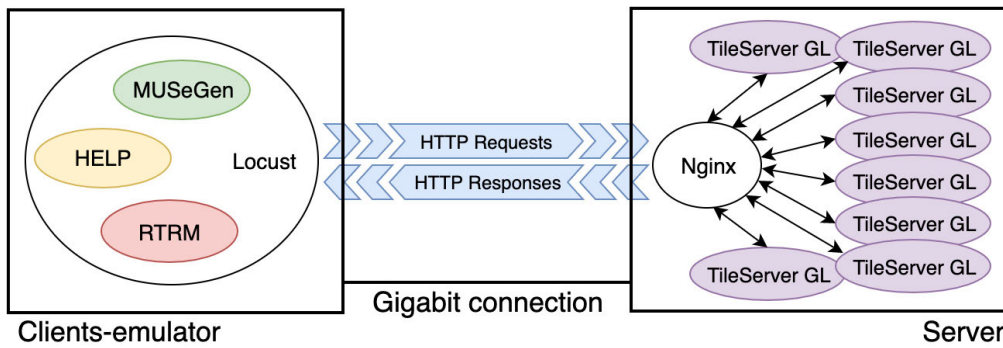 MUSeGen
HELP
Locust
RTRM
HTTP Requests
HTTP Responses
Nginx
TileServer GL
TileServer GL
TileServer GL
TileServer GL
TileServer GL
TileServer GL
TileServer GL
TileServer GL
Gigabit connection
Clients-emulator
Server